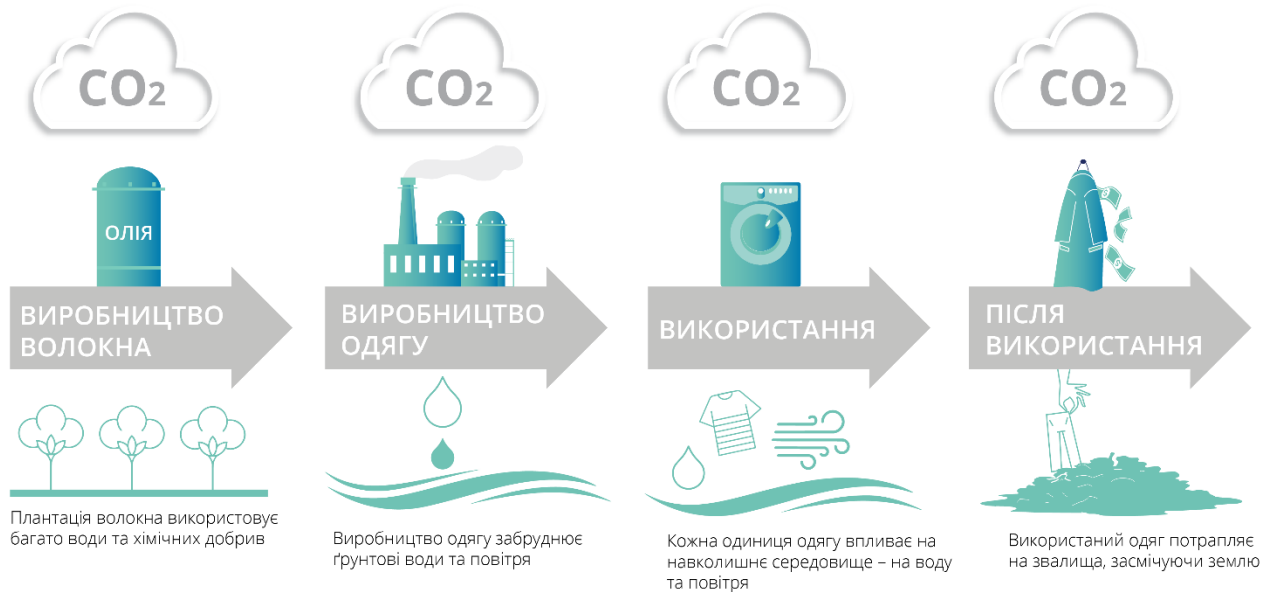 CO2
CO2
CO2
CO2
ОЛІЯ
ВИРОБНИЦТВО
ВОЛОКНА
ВИРОБНИЦТВО
ОДЯГУ
ВИКОРИСТАННЯ
ПІСЛЯ
ВИКОРИСТАННЯ
Плантація волокна використовує
багато води та хімічних добрив
Виробництво одягу забруднює
ґрунтові води та повітря
Кожна одиниця одягу впливає на
навколишнє середовище – на воду
та повітря
Використаний одяг потрапляє
на звалища, засмічуючи землю